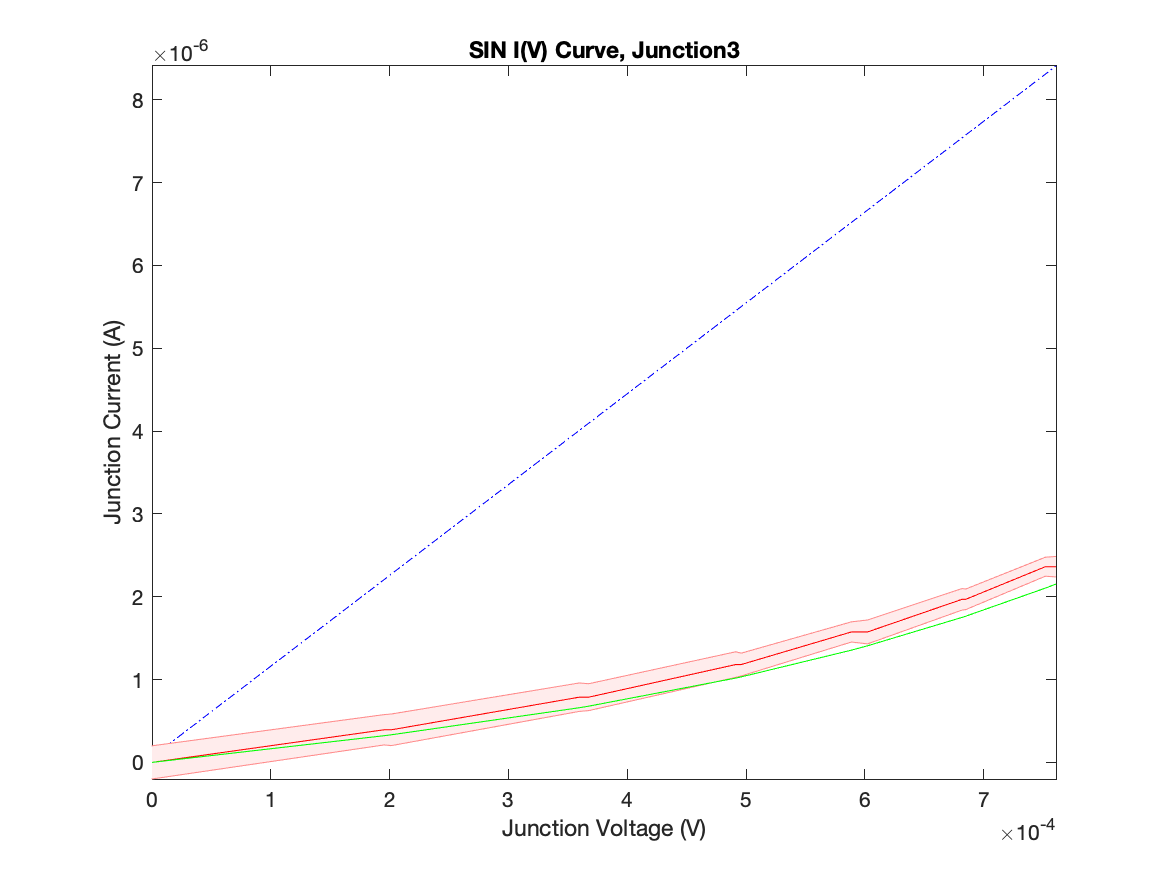 SIN I(V) Curve, Junction3
×10-6
8
7
6
5
4
3
2
1
0
Junction Current (A)
0 1 2 3 4 5 6 7
Junction Voltage (V)
×10-4